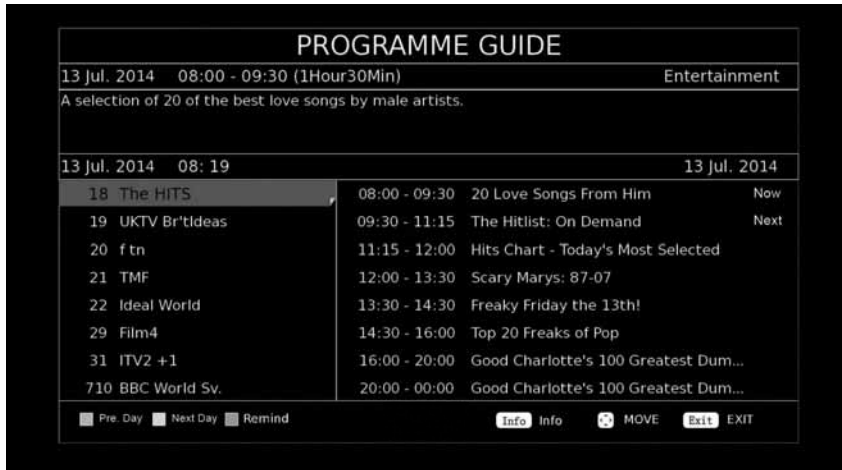 PROGRAMME GUIDE
13 Jul. 2014 08:00 - 09:30 (1Hour30Min) Entertainment
A selection of 20 of the best love songs by male artists.
13 Jul. 2014 08: 19 13 Jul. 2014
18 The HITS 08:00 - 09:30 20 Love Songs From Him Now
19 UKTV Br'tIdeas 09:30 - 11:15 The Hitlist: On Demand Next
20 f tn 11:15 - 12:00 Hits Chart - Today's Most Selected
21 TMF 12:00 - 13:30 Scary Marys: 87-07
22 Ideal World 13:30 - 14:30 Freaky Friday the 13th!
29 Film4 14:30 - 16:00 Top 20 Freaks of Pop
31 ITV2 +1 16:00 - 20:00 Good Charlotte's 100 Greatest Dum...
710 BBC World Sv. 20:00 - 00:00 Good Charlotte's 100 Greatest Dum...
Pre. Day Next Day Remind Info Info MOVE Exit EXIT